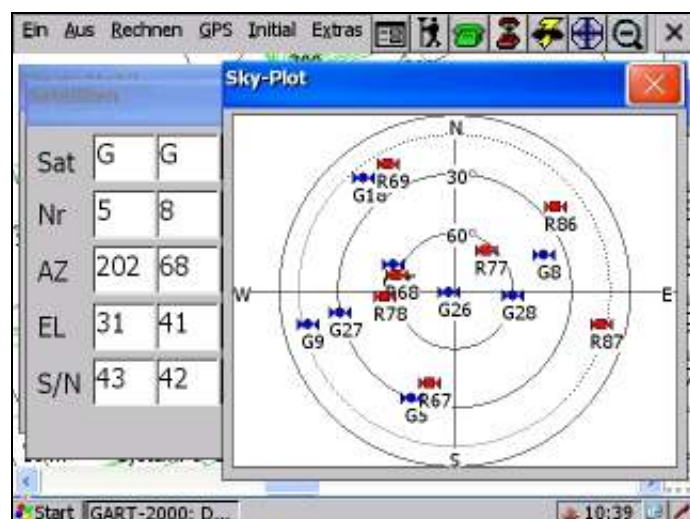 Ein Aus Rechnen GPS Initial Extras
Sky-Plot
Sat G G
Nr 5 8
AZ 202 68
EL 31 41
S/N 43 42
N
30°
60°
W
E
S
R69
R86
R77
G8
R68
R78
G26
G28
G27
G9
R87
R67
G5
Start GART-2000: D...
10:39